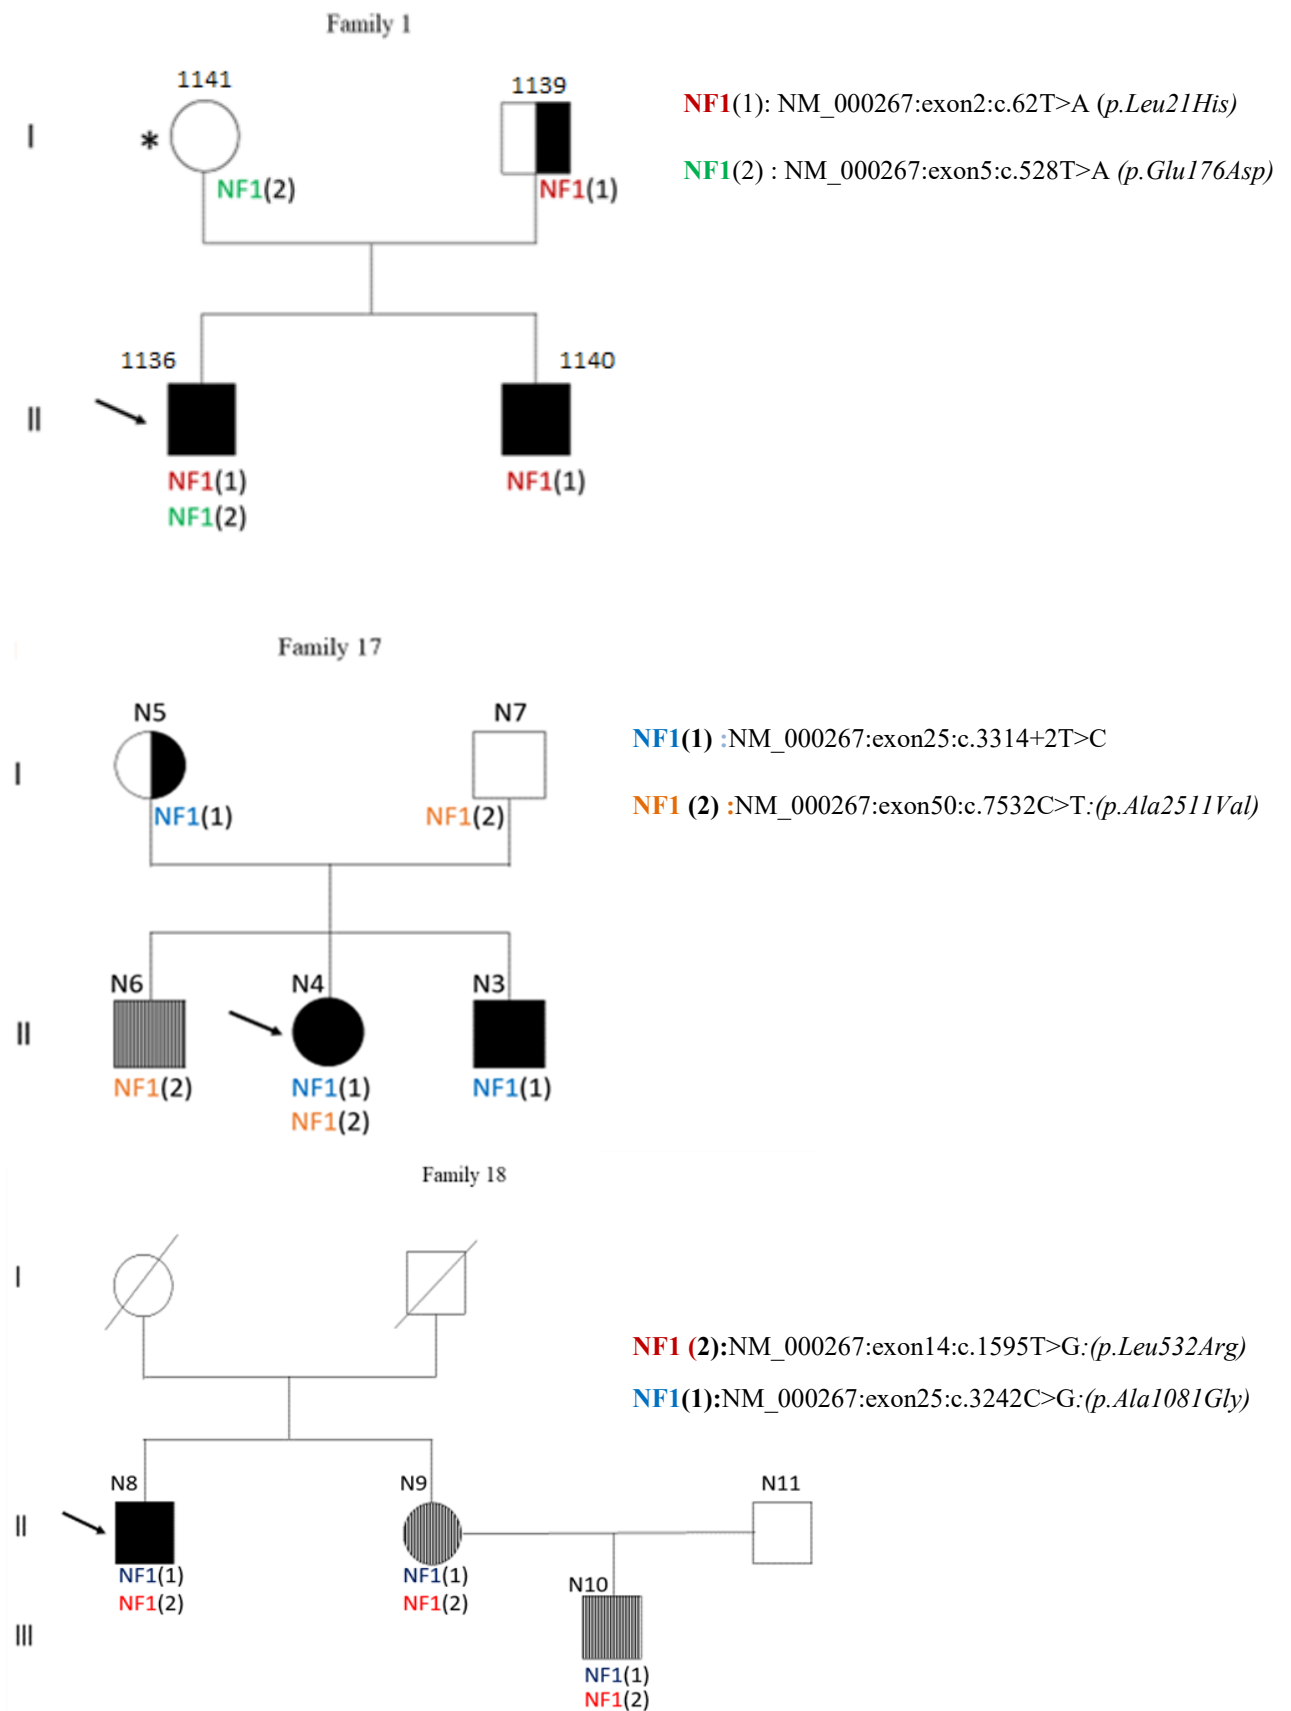 Family 1
1141
1139
NF1(1): NM_000267:exon2:c.62T>A (p.Leu21His)
I
*
NF1(2) : NM_000267:exon5:c.528T>A (p.Glu176Asp)
NF1(2)
NF1(1)
1136
1140
II
NF1(1)
NF1(2)
NF1(1)
Family 17
N5
N7
NF1(1) :NM_000267:exon25:c.3314+2T>C
I
NF1 (2) :NM_000267:exon50:c.7532C>T:(p.Ala2511Val)
NF1(1)
NF1(2)
N6
N4
N3
II
NF1(2)
NF1(1)
NF1(2)
NF1(1)
Family 18
I
NF1 (2):NM_000267:exon14:c.1595T>G:(p.Leu532Arg)
NF1(1):NM_000267:exon25:c.3242C>G:(p.Ala1081Gly)
N8
N9
N11
II
NF1(1)
NF1(2)
NF1(1)
NF1(2)
N10
III
NF1(1)
NF1(2)